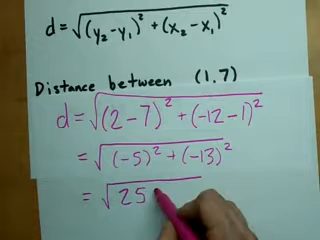 d = √(y₂ - y₁)² + (x₂ - x₁)²
Distance between (1,7)
d = √(2 - 7)² + (-12 - 1)²
= √(-5)² + (-13)²
= √25